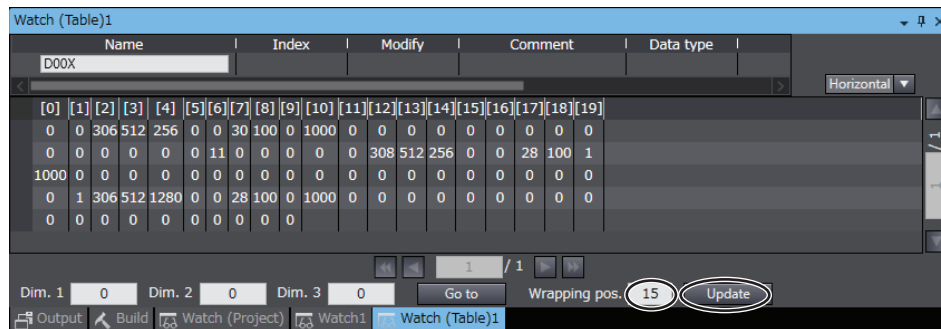 Watch (Table)1
Name Index Modify Comment Data type
D00X
Horizontal
[0] [1] [2] [3] [4] [5] [6] [7] [8] [9] [10] [11] [12] [13] [14] [15] [16] [17] [18] [19]
0 0 306 512 256 0 0 30 100 0 1000 0 0 0 0 0 0 0 0 0
0 0 0 0 0 0 11 0 0 0 0 0 308 512 256 0 0 28 100 1
1000 0 0 0 0 0 0 0 0 0 0 0 0 0 0 0 0 0 0 0
0 1 306 512 1280 0 0 28 100 0 1000 0 0 0 0 0 0 0 0 0
0 0 0 0 0 0 0 0 0 0
/ 1
1
1 / 1
Dim. 1 0 Dim. 2 0 Dim. 3 0 Go to Wrapping pos. 15 Update
Output Build Watch (Project) Watch1 Watch (Table)1